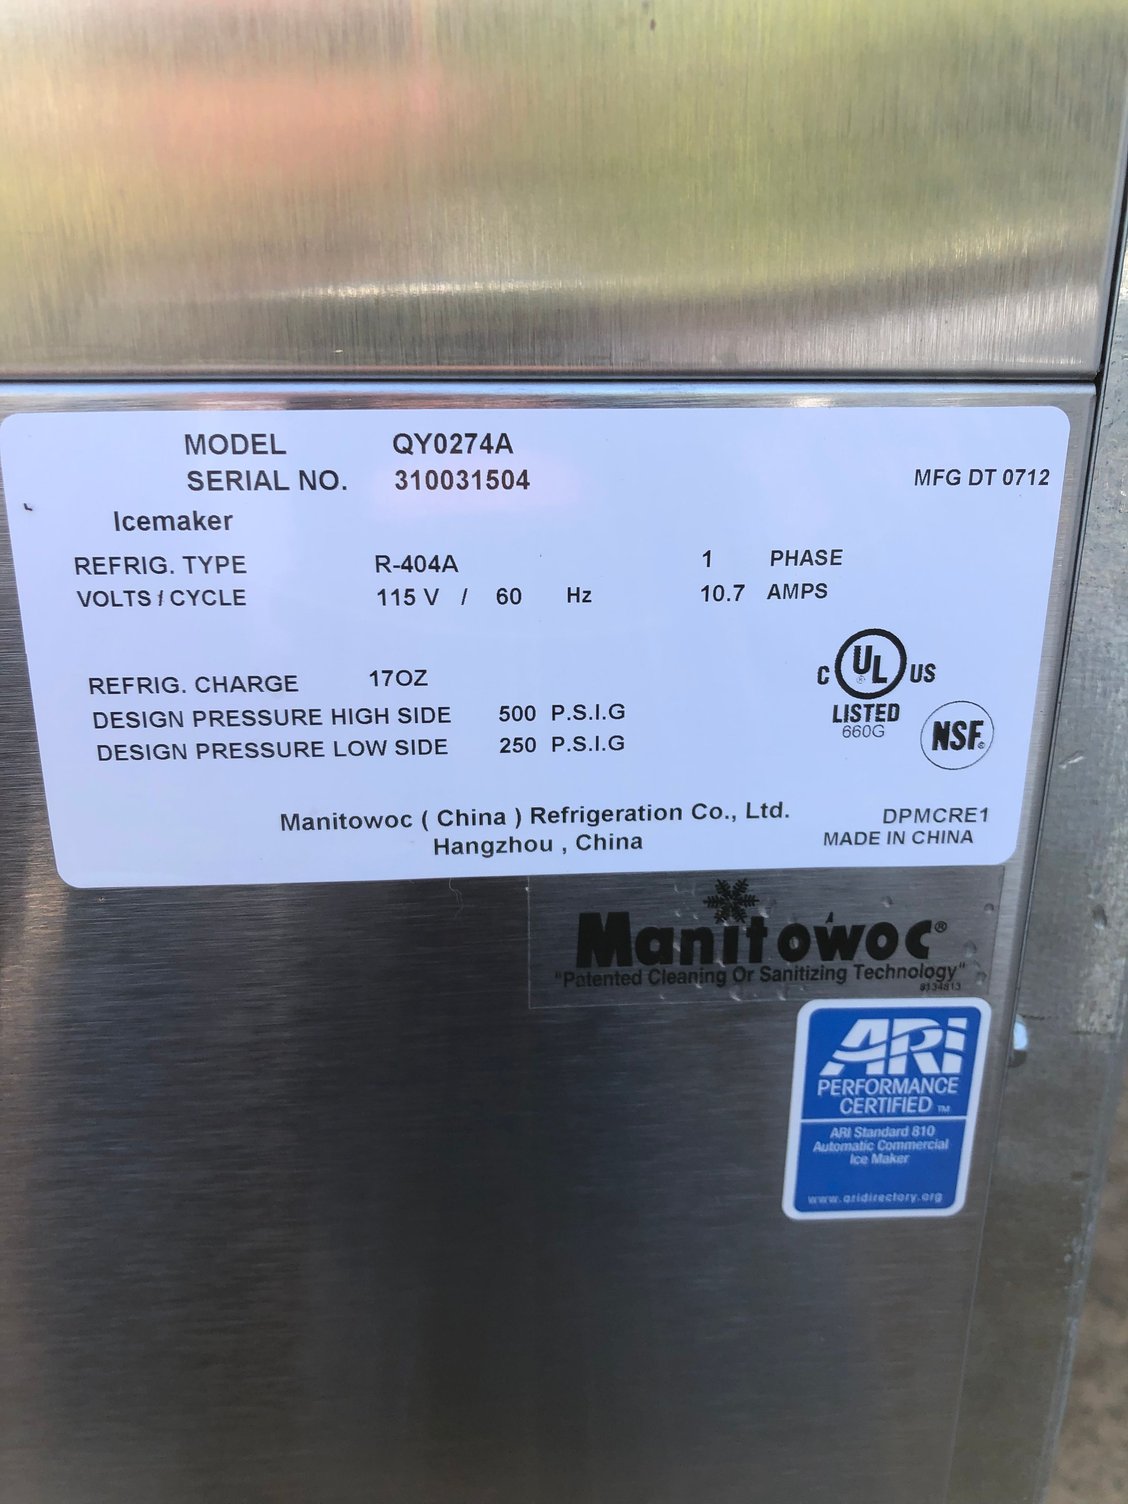 MODEL QY0274A
SERIAL NO. 310031504
MFG DT 0712
Icemaker
REFRIG. TYPE R-404A 1 PHASE
VOLTS / CYCLE 115 V / 60 Hz 10.7 AMPS
REFRIG. CHARGE 17OZ
DESIGN PRESSURE HIGH SIDE 500 P.S.I.G
DESIGN PRESSURE LOW SIDE 250 P.S.I.G
C UL ® US
LISTED
660G
NSF®
Manitowoc ( China ) Refrigeration Co., Ltd.
Hangzhou , China
DPMCRE1
MADE IN CHINA
Manitowoc®
"Patented Cleaning Or Sanitizing Technology"
8134813
ARI
PERFORMANCE
CERTIFIED ™
ARI Standard 810
Automatic Commercial
Ice Maker
www.aridirectory.org